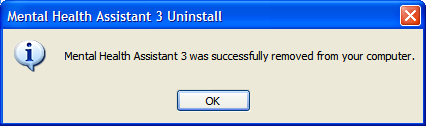 Mental Health Assistant 3 Uninstall
Mental Health Assistant 3 was successfully removed from your computer.
OK